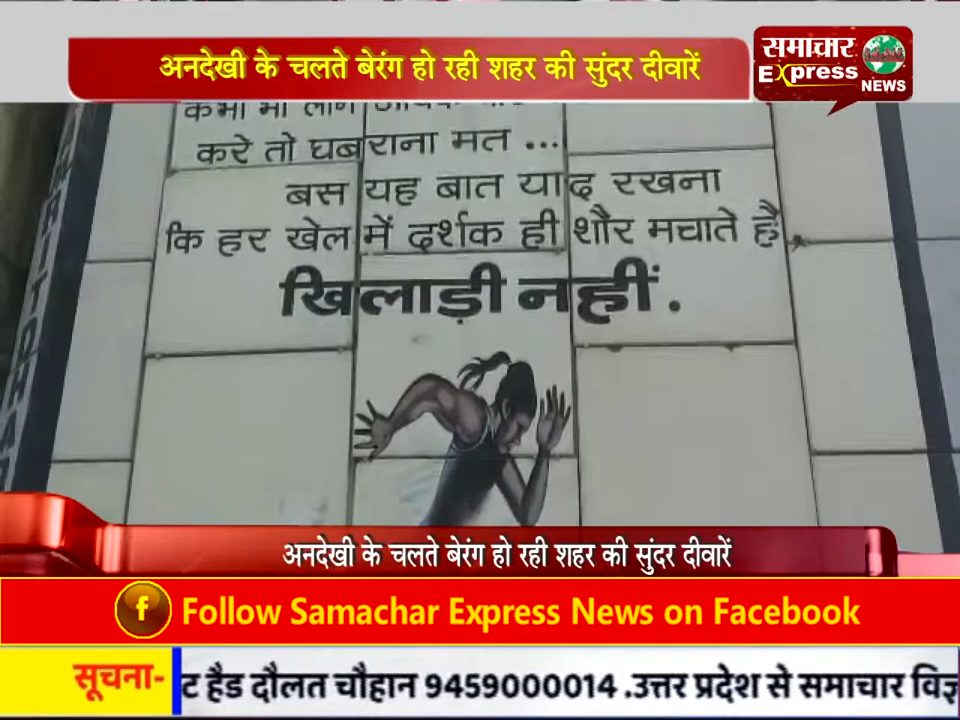 अनदेखी के चलते बेरंग हो रही शहर की सुंदर दीवारें
समाचार
Express
NEWS
करे तो घबराना मत ...
बस यह बात याद रखना
कि हर खेल में दर्शक ही शौर मचाते है
खिलाड़ी नहीं .
अनदेखी के चलते बेरंग हो रही शहर की सुंदर दीवारें
f Follow Samachar Express News on Facebook
सूचना- ट हैड दौलत चौहान 9459000014 .उत्तर प्रदेश से समाचार विज्ञ